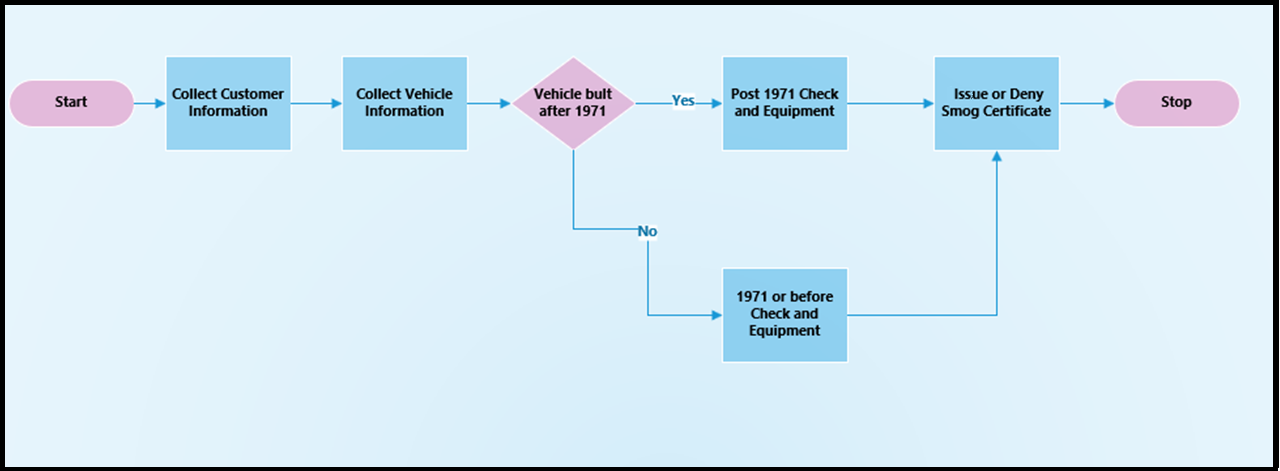 Start
Collect Customer
Information
Collect Vehicle
Information
Vehicle bult
after 1971
Yes
Post 1971 Check
and Equipment
Issue or Deny
Smog Certificate
Stop
No
1971 or before
Check and
Equipment